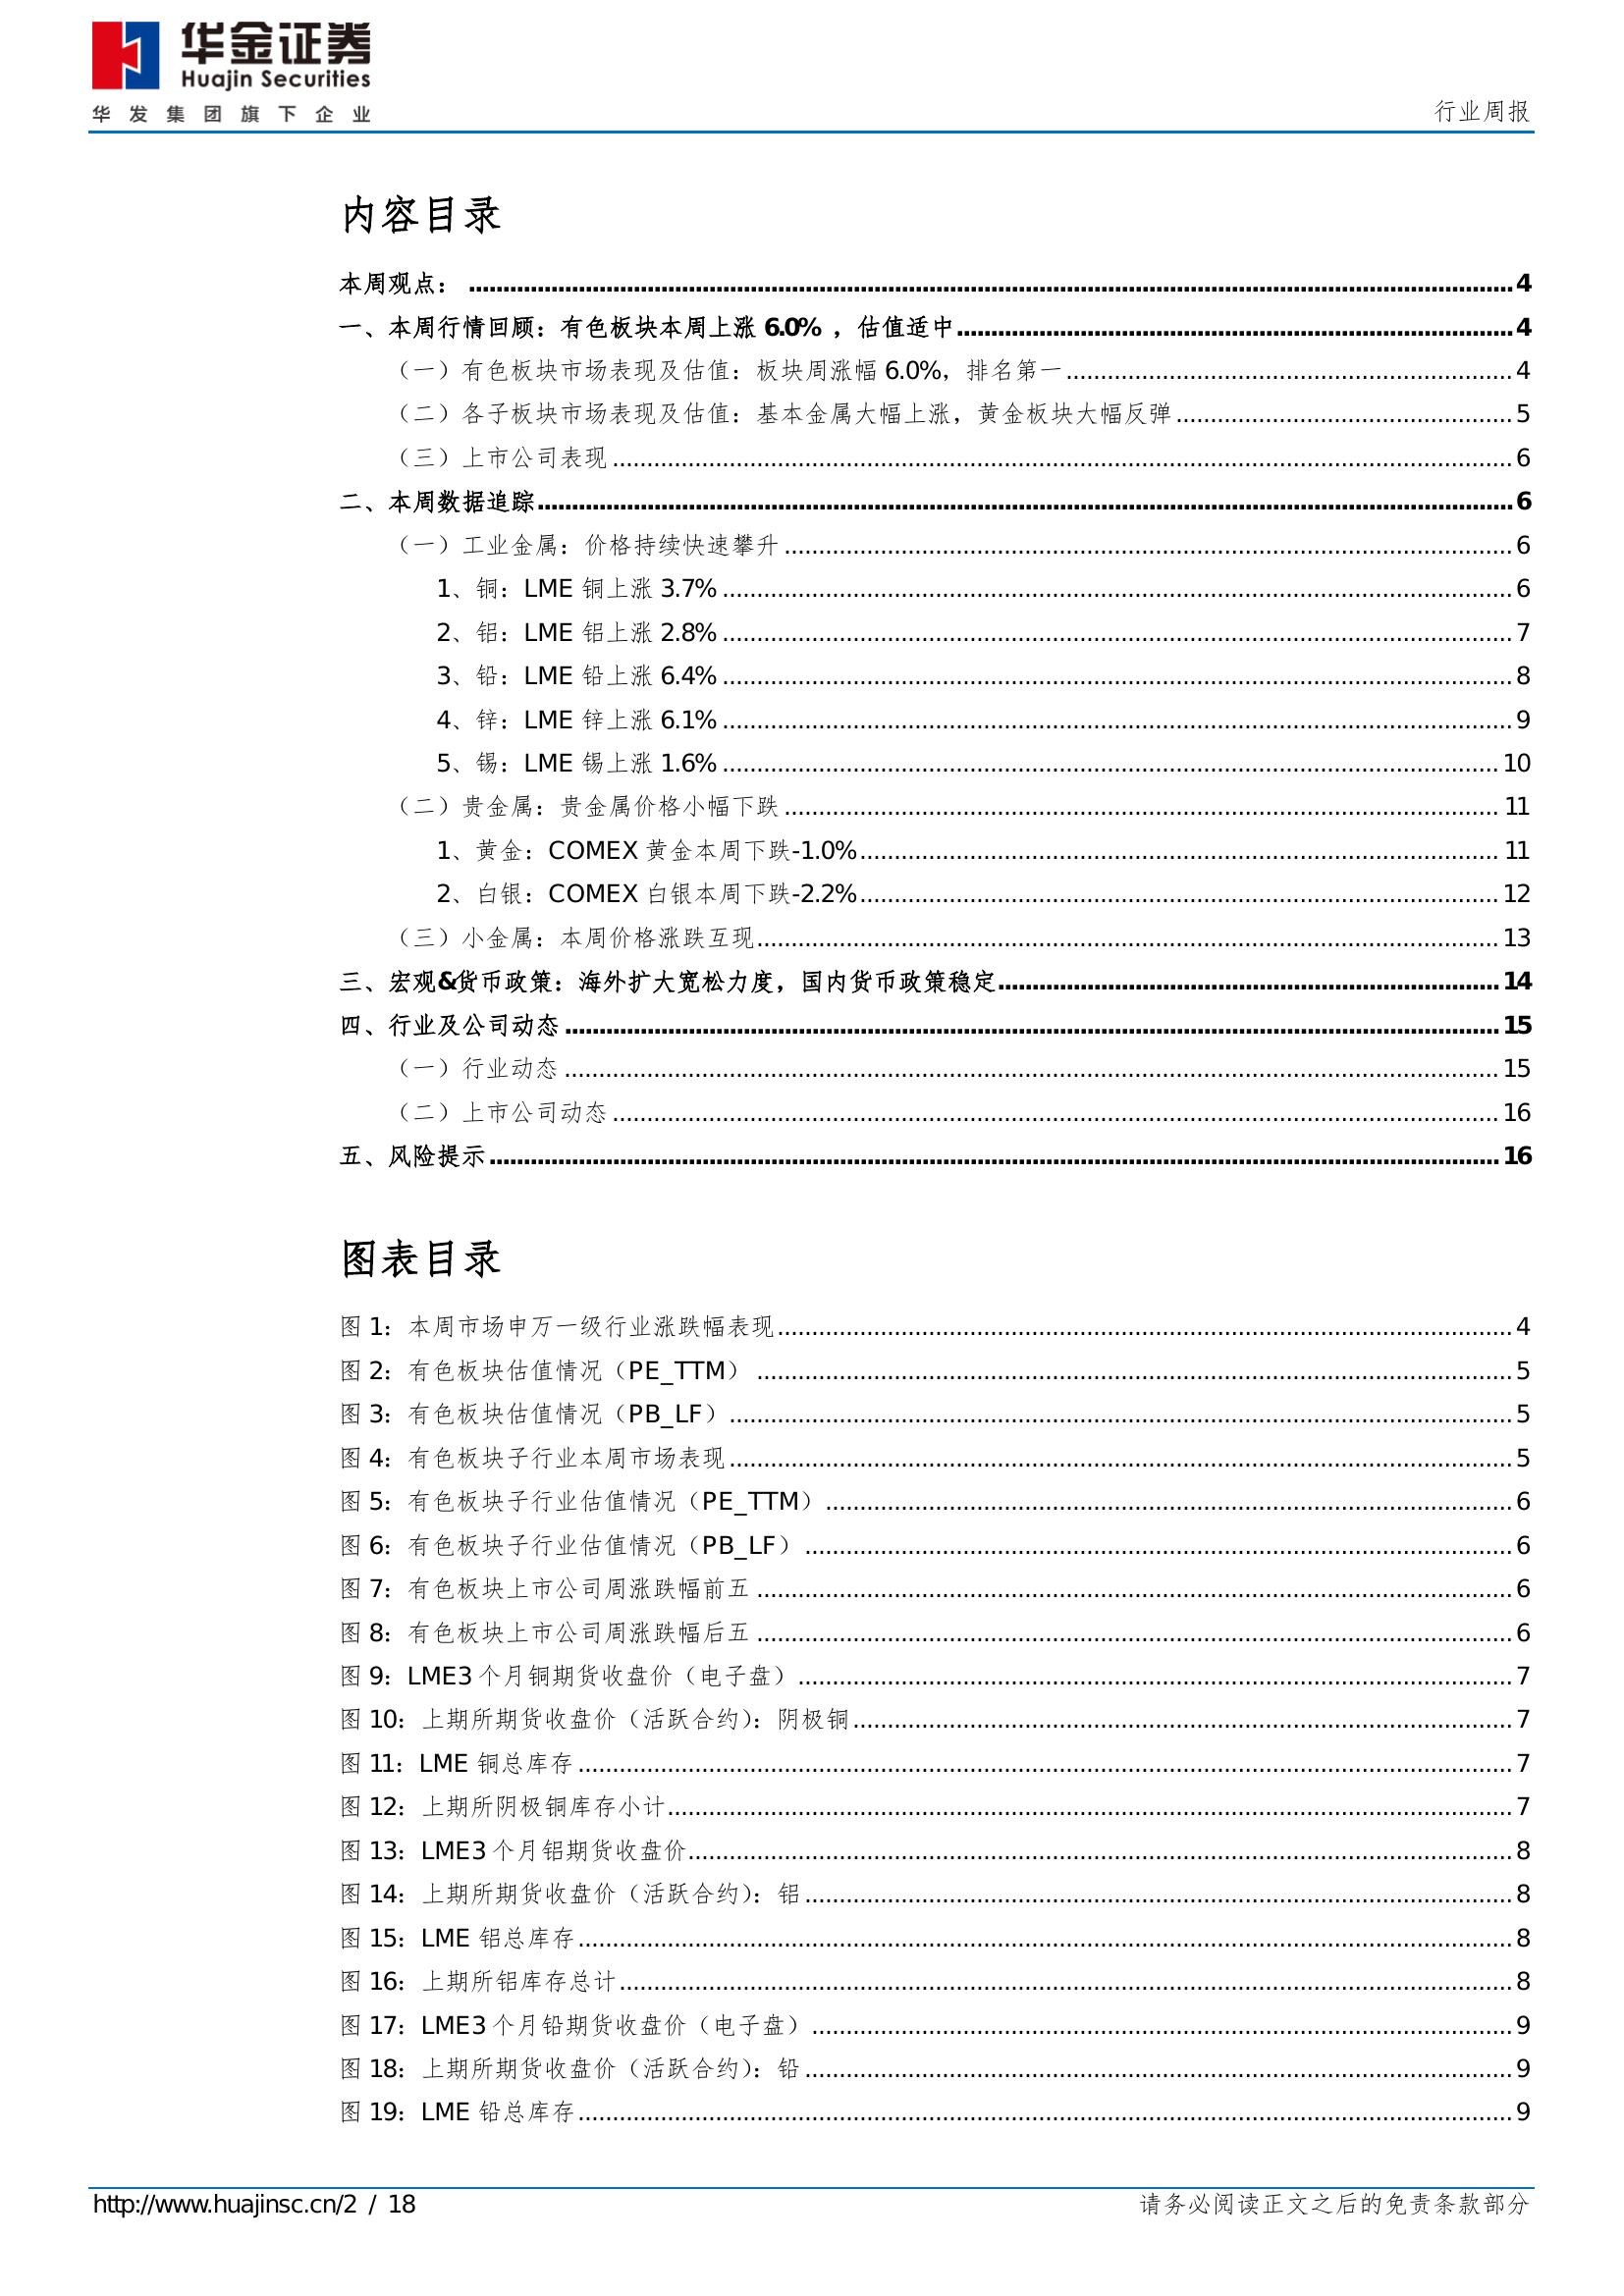 华金证券
Huajin Securities
华发集团旗下企业
行业周报
内容目录
本周观点： ........ 4
一、本周行情回顾：有色板块本周上涨 6.0% ，估值适中 ........ 4
（一）有色板块市场表现及估值：板块周涨幅 6.0%，排名第一 ........ 4
（二）各子板块市场表现及估值：基本金属大幅上涨，黄金板块大幅反弹 ........ 5
（三）上市公司表现 ........ 6
二、本周数据追踪 ........ 6
（一）工业金属：价格持续快速攀升 ........ 6
1、铜：LME 铜上涨 3.7% ........ 6
2、铝：LME 铝上涨 2.8% ........ 7
3、铅：LME 铅上涨 6.4% ........ 8
4、锌：LME 锌上涨 6.1% ........ 9
5、锡：LME 锡上涨 1.6% ........ 10
（二）贵金属：贵金属价格小幅下跌 ........ 11
1、黄金：COMEX 黄金本周下跌-1.0% ........ 11
2、白银：COMEX 白银本周下跌-2.2% ........ 12
（三）小金属：本周价格涨跌互现 ........ 13
三、宏观&货币政策：海外扩大宽松力度，国内货币政策稳定 ........ 14
四、行业及公司动态 ........ 15
（一）行业动态 ........ 15
（二）上市公司动态 ........ 16
五、风险提示 ........ 16
图表目录
图 1：本周市场申万一级行业涨跌幅表现 ........ 4
图 2：有色板块估值情况（PE_TTM） ........ 5
图 3：有色板块估值情况（PB_LF） ........ 5
图 4：有色板块子行业本周市场表现 ........ 5
图 5：有色板块子行业估值情况（PE_TTM） ........ 6
图 6：有色板块子行业估值情况（PB_LF） ........ 6
图 7：有色板块上市公司周涨跌幅前五 ........ 6
图 8：有色板块上市公司周涨跌幅后五 ........ 6
图 9：LME3 个月铜期货收盘价（电子盘） ........ 7
图 10：上期所期货收盘价（活跃合约）：阴极铜 ........ 7
图 11：LME 铜总库存 ........ 7
图 12：上期所阴极铜库存小计 ........ 7
图 13：LME3 个月铝期货收盘价 ........ 8
图 14：上期所期货收盘价（活跃合约）：铝 ........ 8
图 15：LME 铝总库存 ........ 8
图 16：上期所铝库存总计 ........ 8
图 17：LME3 个月铅期货收盘价（电子盘） ........ 9
图 18：上期所期货收盘价（活跃合约）：铅 ........ 9
图 19：LME 铅总库存 ........ 9
http://www.huajinsc.cn/2 / 18
请务必阅读正文之后的免责条款部分